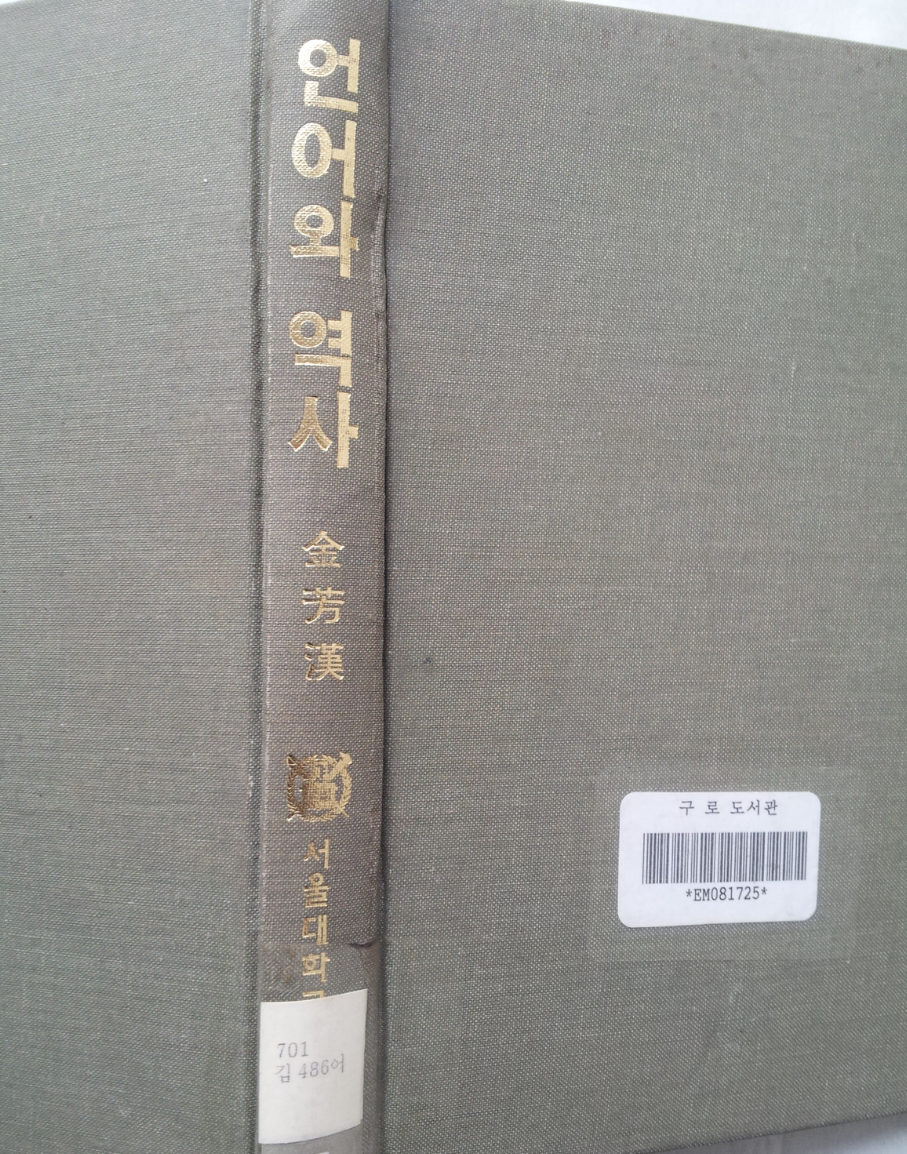 언어와 역사
金芳漢
서울대학교
701
김 486어
구로 도서관
*EM081725*